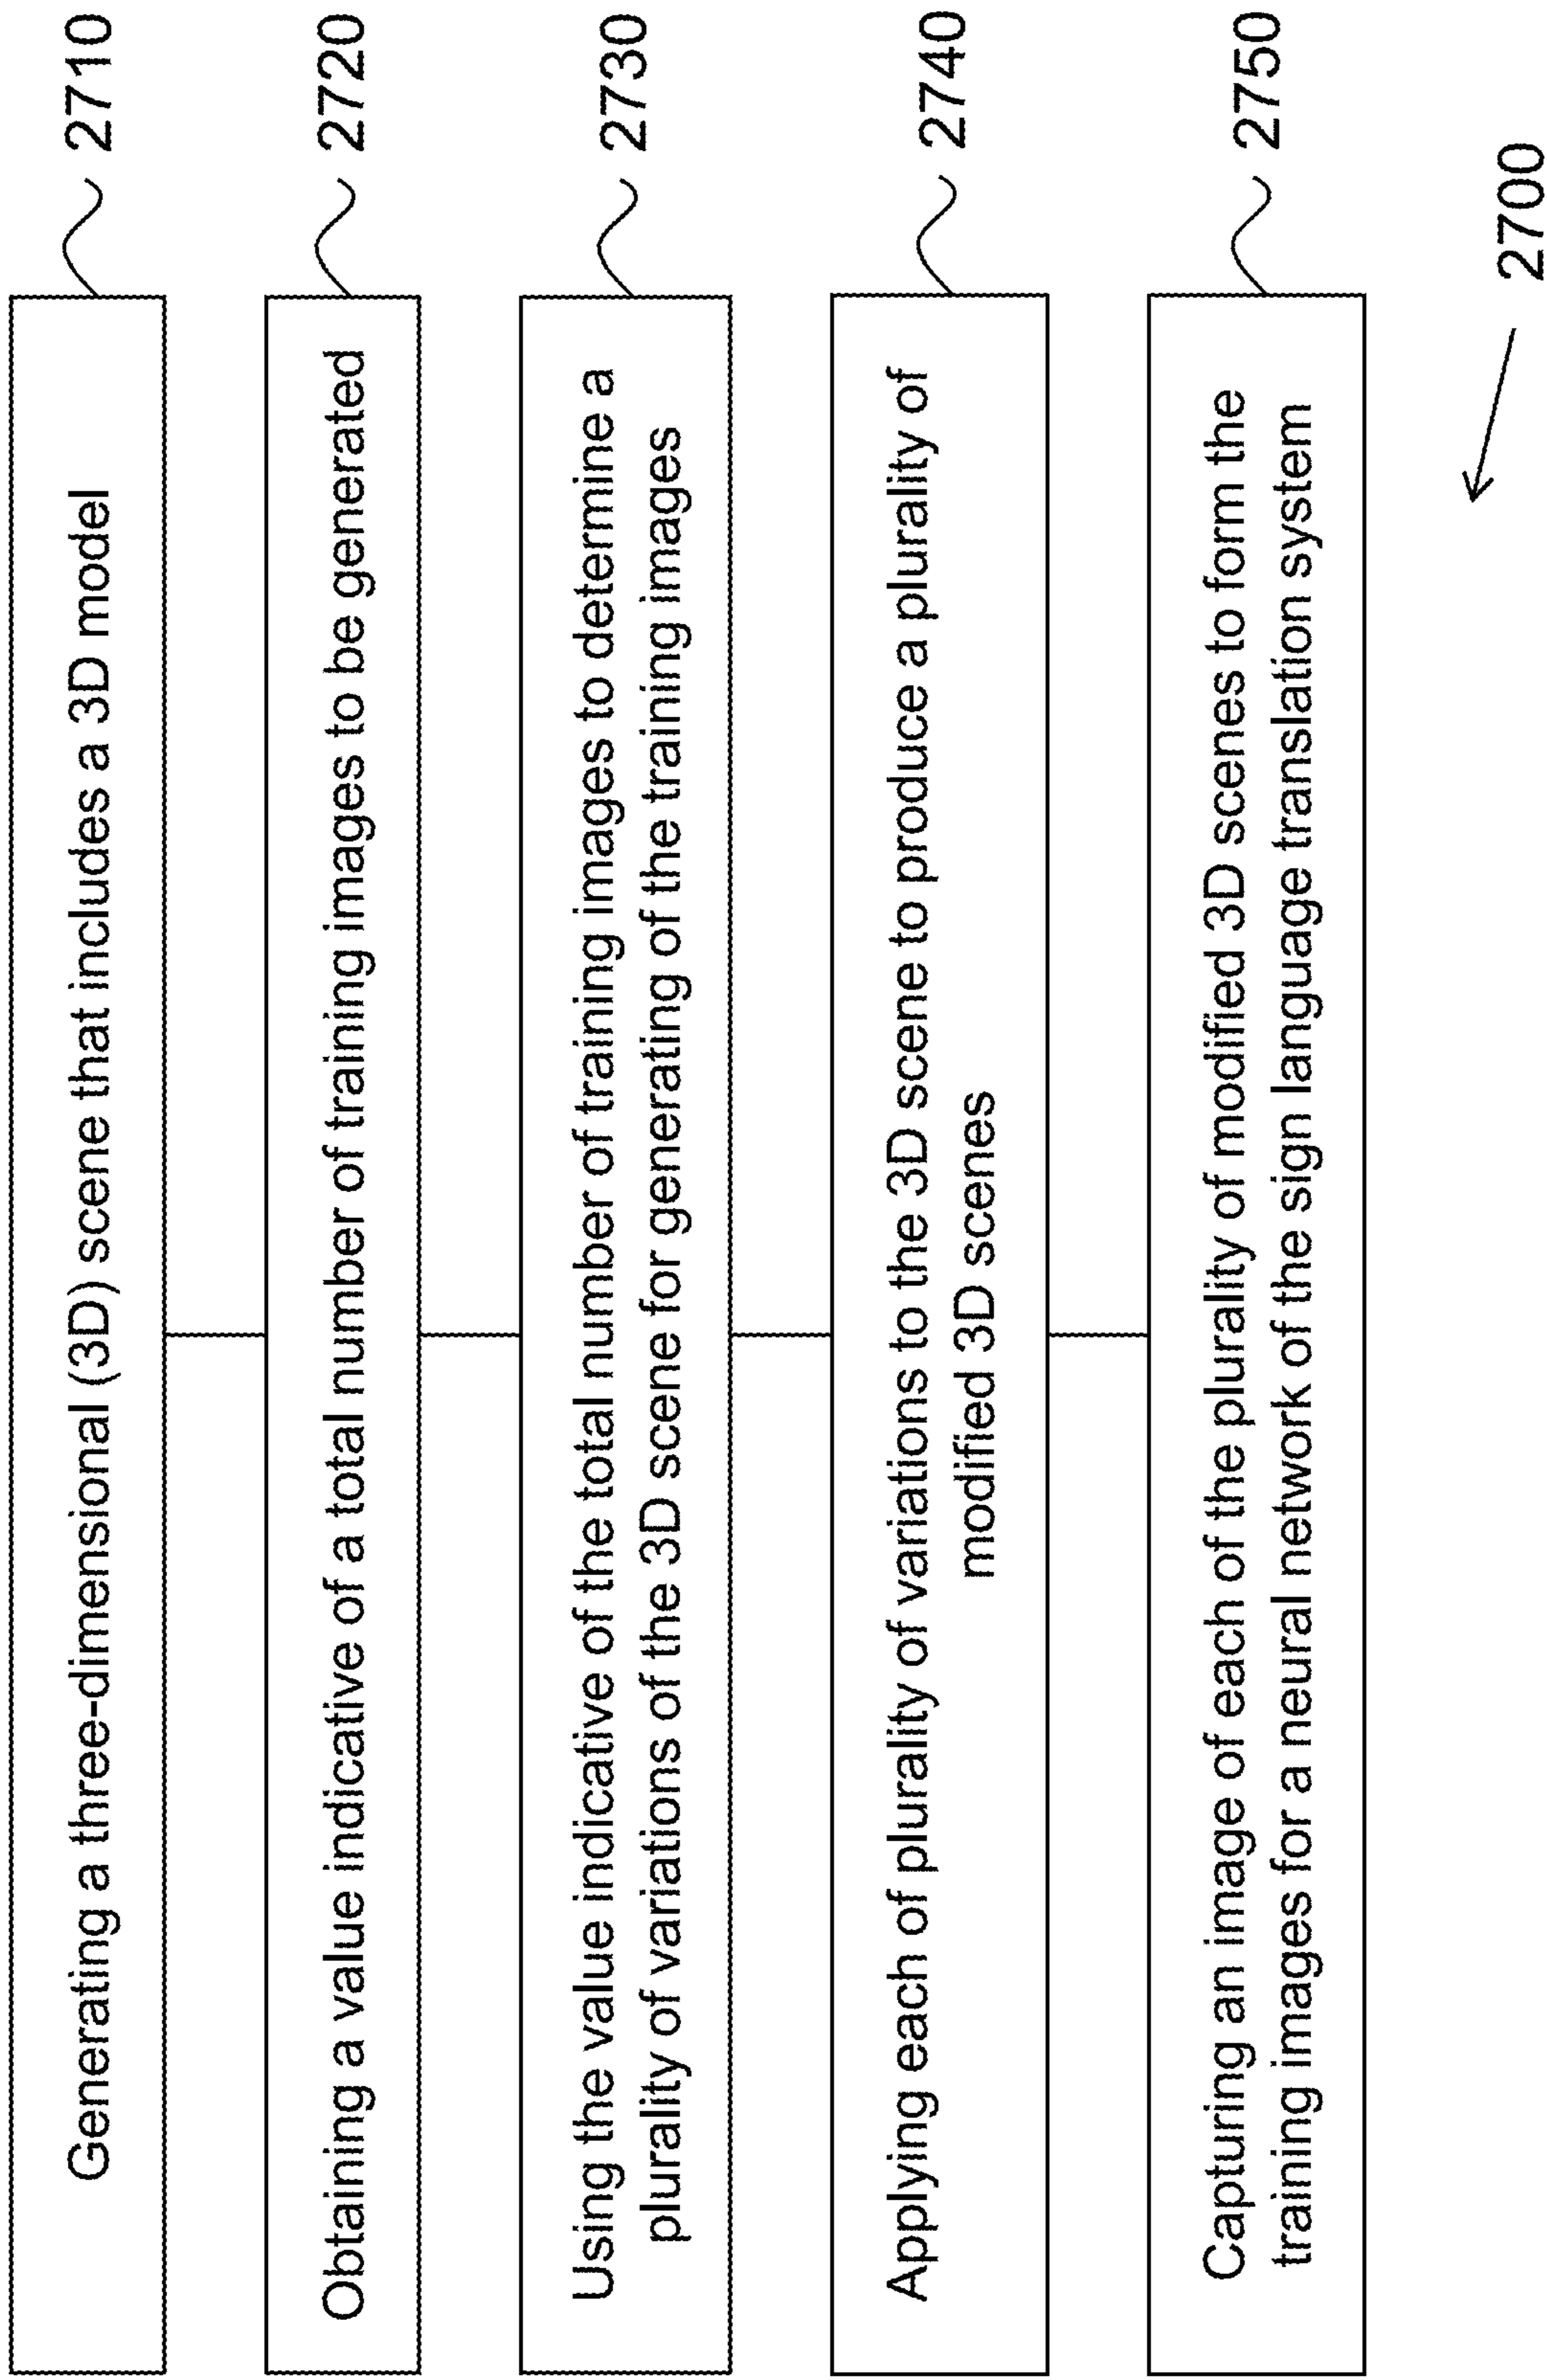 Generating a three-dimensional (3D) scene that includes a 3D model
2710
Obtaining a value indicative of a total number of training images to be generated
2720
Using the value indicative of the total number of training images to determine a
plurality of variations of the 3D scene for generating of the training images
2730
Applying each of plurality of variations to the 3D scene to produce a plurality of
modified 3D scenes
2740
Capturing an image of each of the plurality of modified 3D scenes to form the
training images for a neural network of the sign language translation system
2750
2700